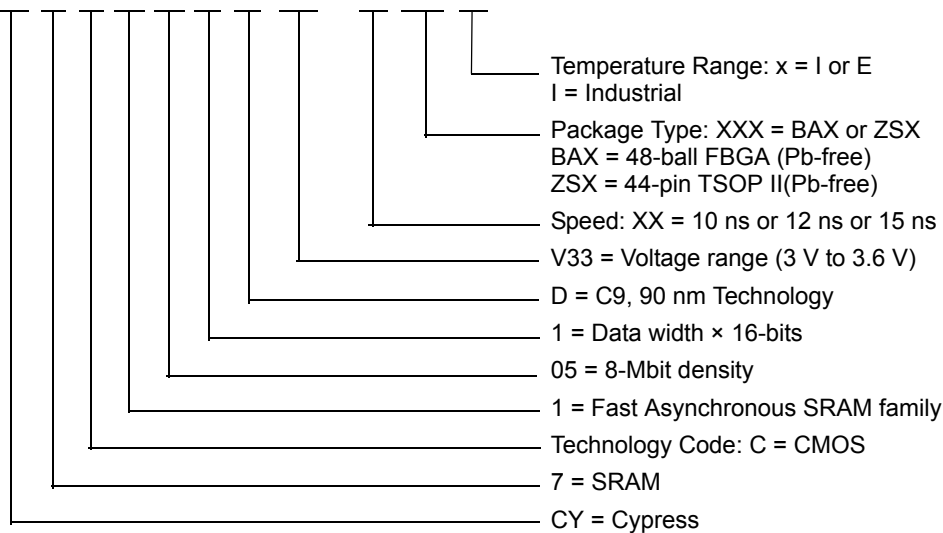 Temperature Range: x = I or E
I = Industrial
Package Type: XXX = BAX or ZSX
BAX = 48-ball FBGA (Pb-free)
ZSX = 44-pin TSOP II(Pb-free)
Speed: XX = 10 ns or 12 ns or 15 ns
V33 = Voltage range (3 V to 3.6 V)
D = C9, 90 nm Technology
1 = Data width × 16-bits
05 = 8-Mbit density
1 = Fast Asynchronous SRAM family
Technology Code: C = CMOS
7 = SRAM
CY = Cypress